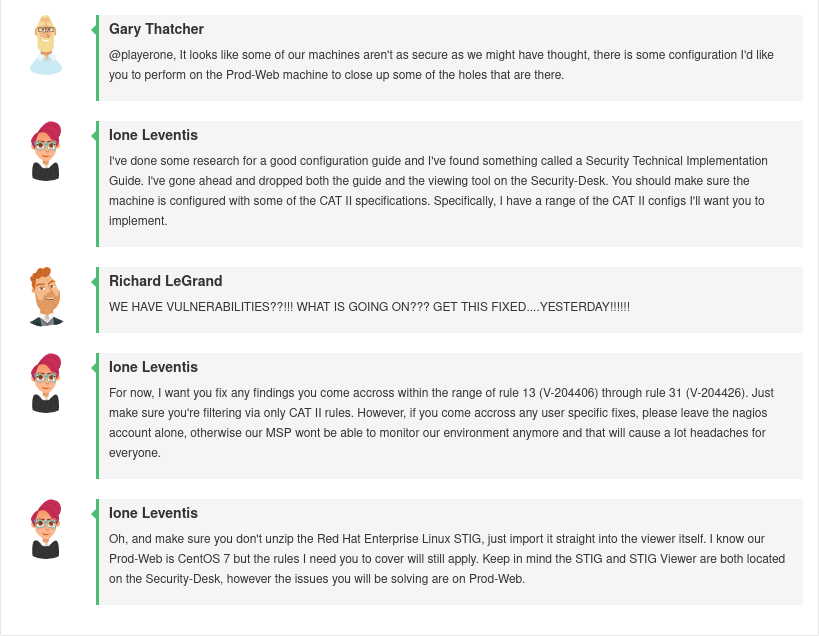 Gary Thatcher
@playerone, It looks like some of our machines aren't as secure as we might have thought, there is some configuration I'd like
you to perform on the Prod-Web machine to close up some of the holes that are there.
Ione Leventis
I've done some research for a good configuration guide and I've found something called a Security Technical Implementation
Guide. I've gone ahead and dropped both the guide and the viewing tool on the Security-Desk. You should make sure the
machine is configured with some of the CAT II specifications. Specifically, I have a range of the CAT II configs I'll want you to
implement.
Richard LeGrand
WE HAVE VULNERABILITIES??!!! WHAT IS GOING ON??? GET THIS FIXED....YESTERDAY!!!!!!
Ione Leventis
For now, I want you fix any findings you come accross within the range of rule 13 (V-204406) through rule 31 (V-204426). Just
make sure you're filtering via only CAT II rules. However, if you come accross any user specific fixes, please leave the nagios
account alone, otherwise our MSP wont be able to monitor our environment anymore and that will cause a lot headaches for
everyone.
Ione Leventis
Oh, and make sure you don't unzip the Red Hat Enterprise Linux STIG, just import it straight into the viewer itself. I know our
Prod-Web is CentOS 7 but the rules I need you to cover will still apply. Keep in mind the STIG and STIG Viewer are both located
on the Security-Desk, however the issues you will be solving are on Prod-Web.